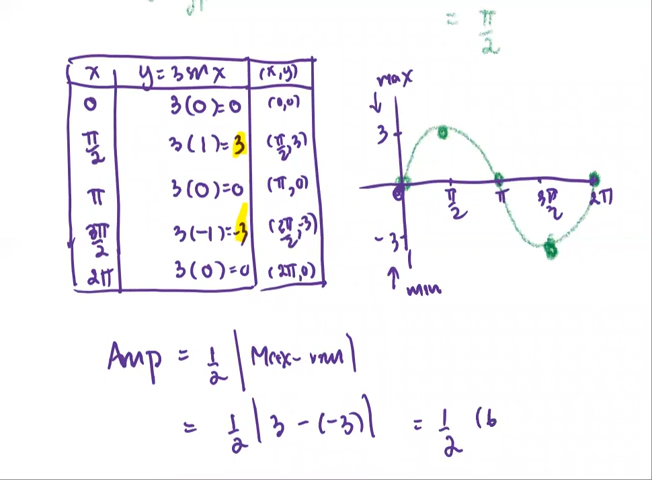 = π/2
x y = 3 sin x (x,y)
0 3(0)=0 (0,0)
π/2 3(1)=3 (π/2,3)
π 3(0)=0 (π,0)
3π/2 3(-1)=-3 (3π/2,-3)
2π 3(0)=0 (2π,0)
max
3
0 π/2 π 3π/2 2π
-3
min
Amp = 1/2 |Max - min|
= 1/2 |3 - (-3)| = 1/2 (6